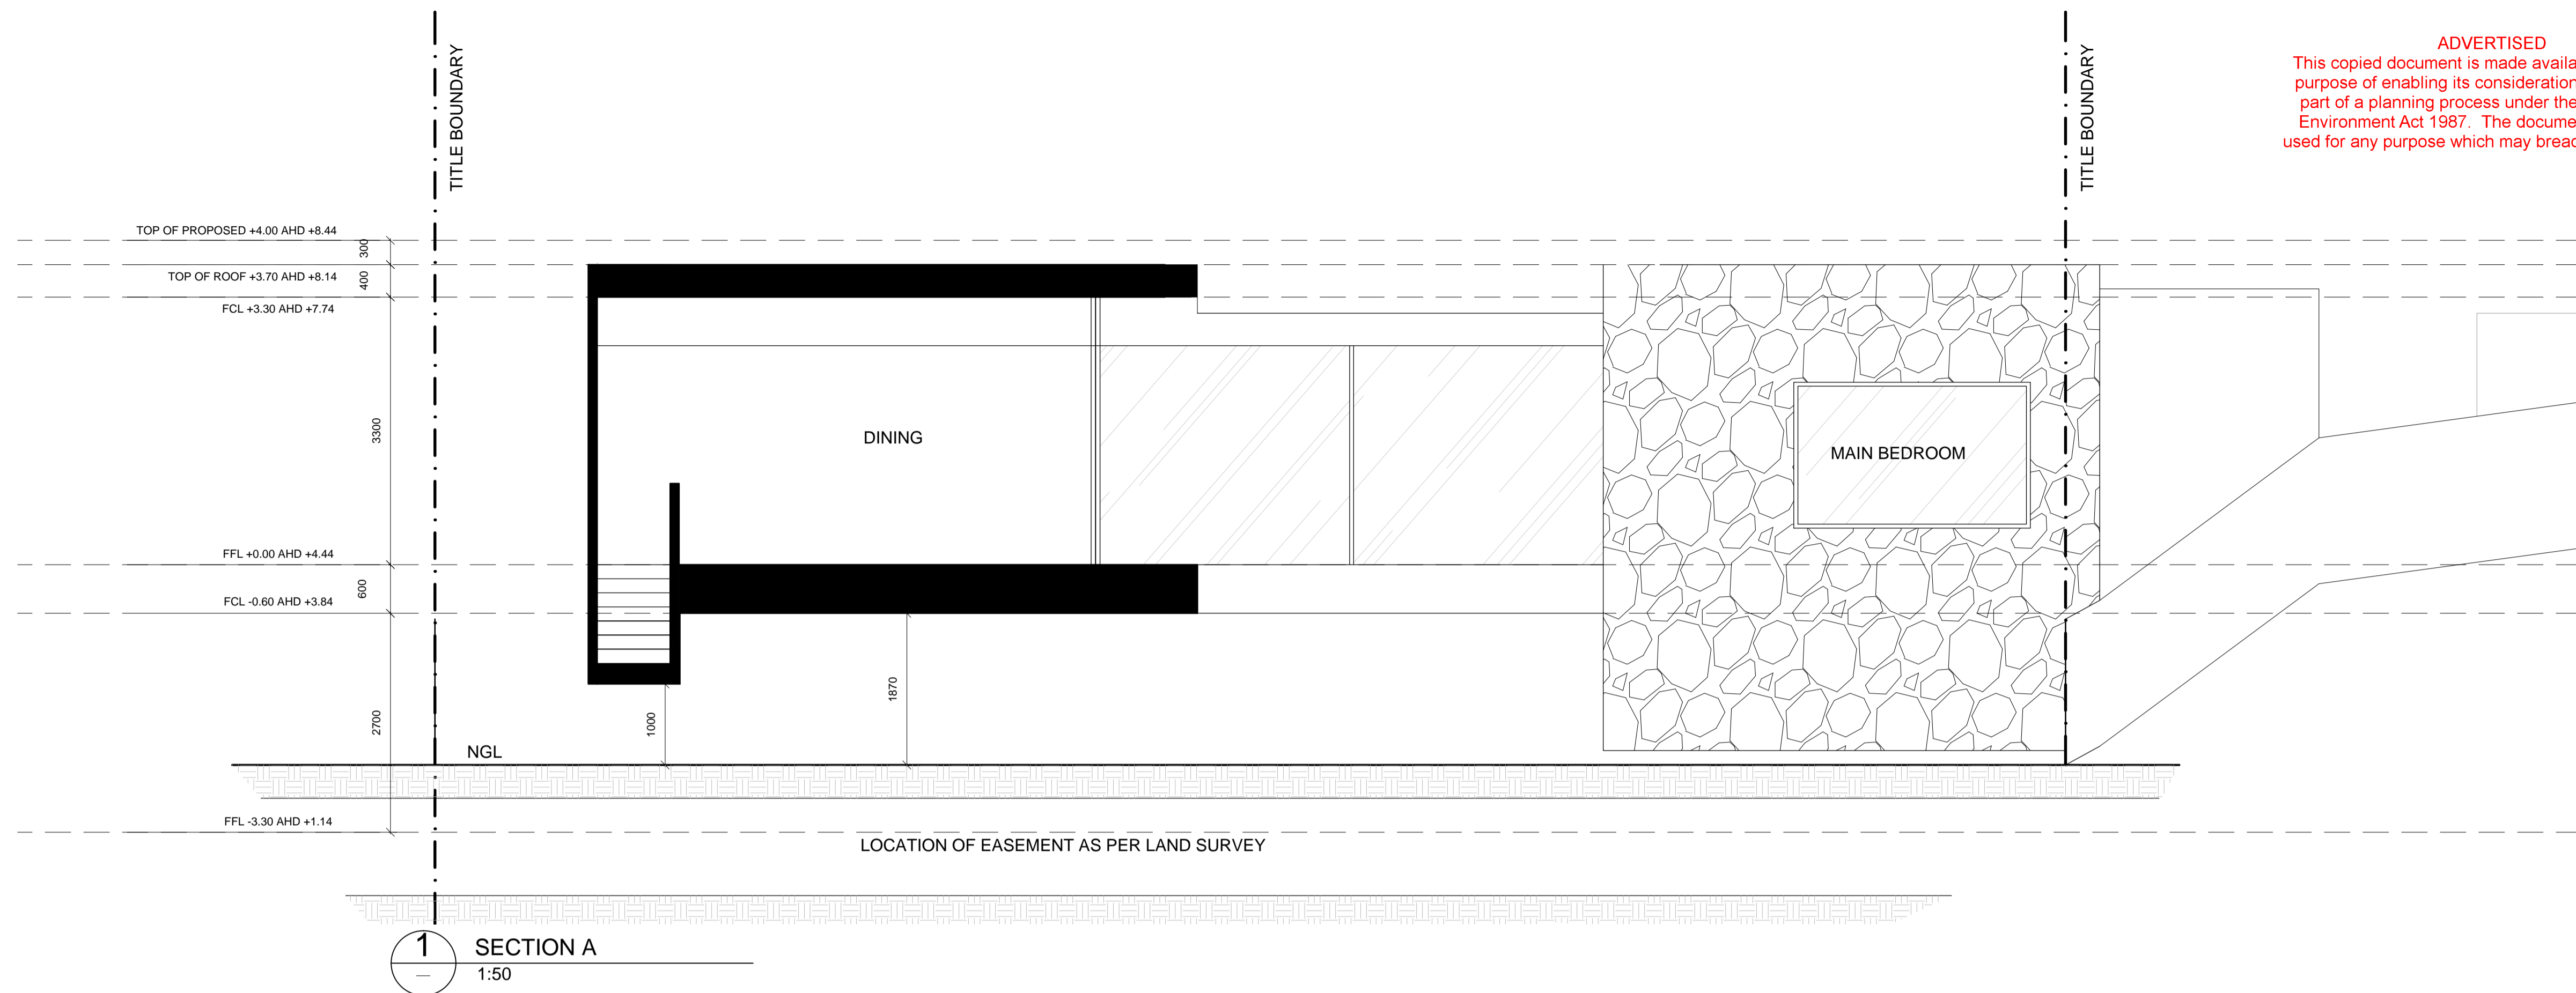 TITLE BOUNDARY
TITLE BOUNDARY
ADVERTISED
This copied document is made availa
purpose of enabling its consideration
part of a planning process under the
Environment Act 1987. The docume
used for any purpose which may breac
TOP OF PROPOSED +4.00 AHD +8.44
300
TOP OF ROOF +3.70 AHD +8.14
400
FCL +3.30 AHD +7.74
3300
DINING
MAIN BEDROOM
FFL +0.00 AHD +4.44
600
FCL -0.60 AHD +3.84
2700
1000
1870
NGL
FFL -3.30 AHD +1.14
LOCATION OF EASEMENT AS PER LAND SURVEY
1
SECTION A
—
1:50